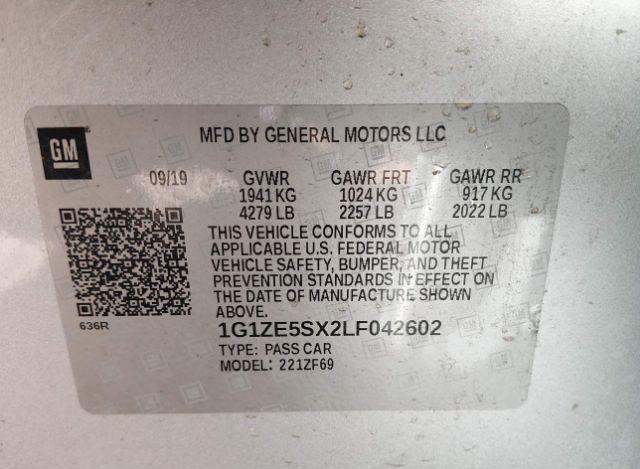 GM
MFD BY GENERAL MOTORS LLC
09/19 GVWR GAWR FRT GAWR RR
1941 KG 1024 KG 917 KG
4279 LB 2257 LB 2022 LB
THIS VEHICLE CONFORMS TO ALL
APPLICABLE U.S. FEDERAL MOTOR
VEHICLE SAFETY, BUMPER, AND THEFT
PREVENTION STANDARDS IN EFFECT ON
THE DATE OF MANUFACTURE SHOWN
ABOVE.
636R
1G1ZE5SX2LF042602
TYPE: PASS CAR
MODEL: 221ZF69